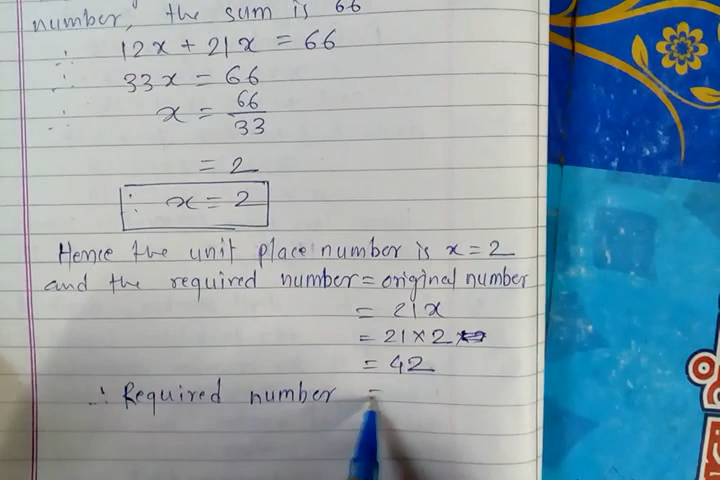 number, the sum is 66
∴ 12x + 21x = 66
∴ 33x = 66
∴ x = 66/33
= 2
∴ x = 2
Hence the unit place number is x = 2
and the required number = original number
= 21x
= 21 × 2
= 42
∴ Required number =